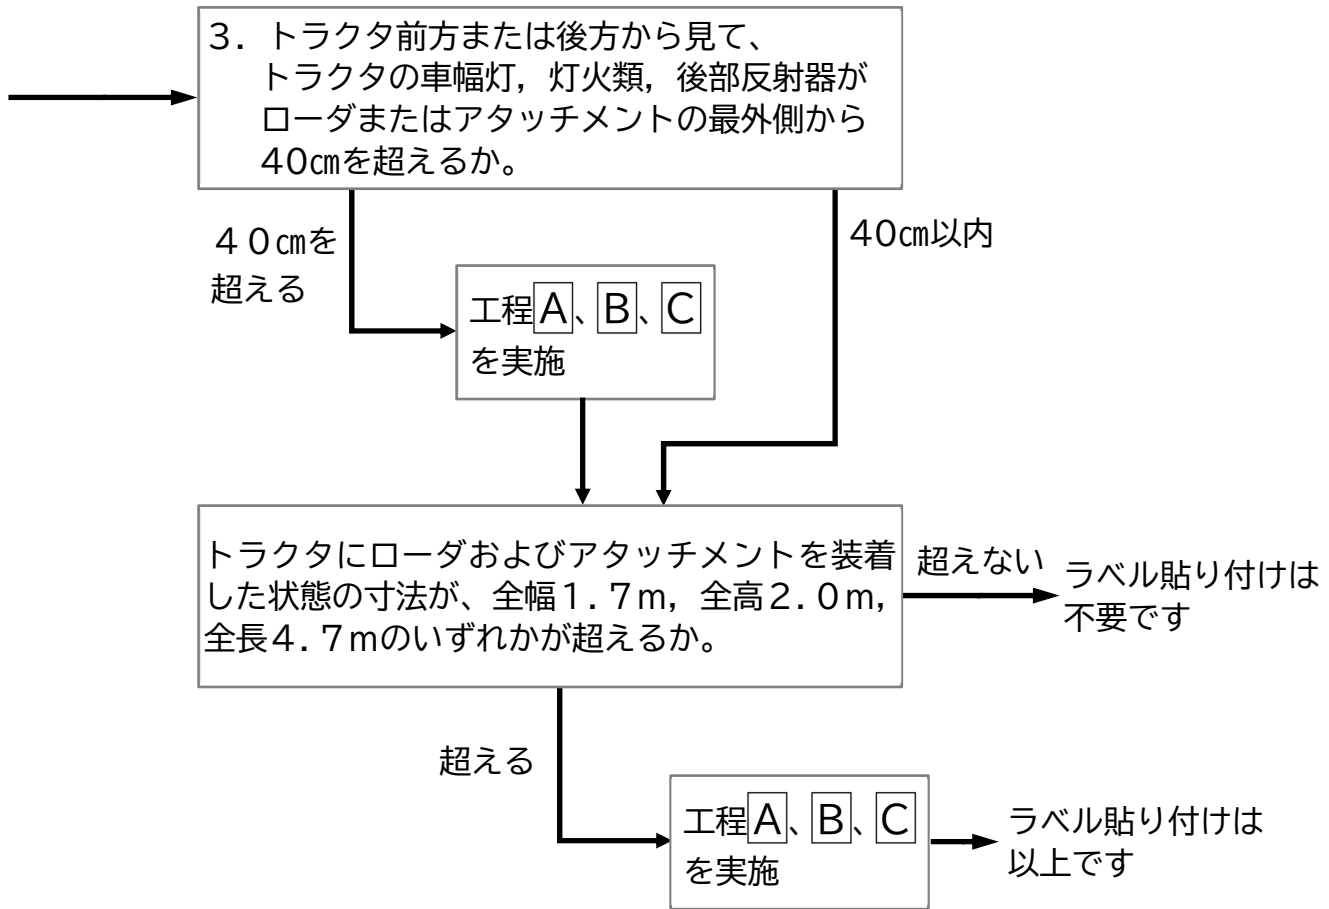 3. トラクタ前方または後方から見て、
トラクタの車幅灯，灯火類，後部反射器が
ローダまたはアタッチメントの最外側から
40㎝を超えるか。
４０㎝を
超える
40㎝以内
工程A、B、C
を実施
トラクタにローダおよびアタッチメントを装着
した状態の寸法が、全幅１.７ｍ，全高２.０ｍ，
全長４.７ｍのいずれかが超えるか。
超えない
ラベル貼り付けは
不要です
超える
工程A、B、C
を実施
ラベル貼り付けは
以上です